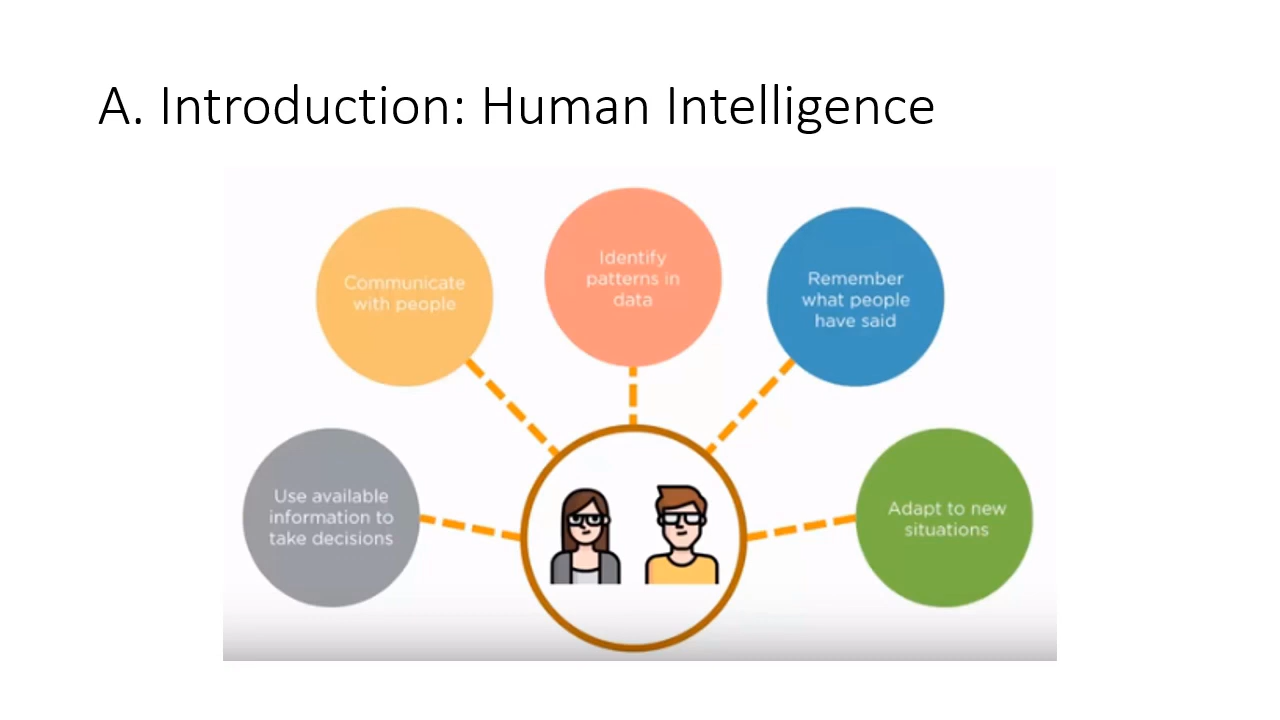 A. Introduction: Human Intelligence
Communicate
with people
Identify
patterns in
data
Remember
what people
have said
Use available
information to
take decisions
Adapt to new
situations